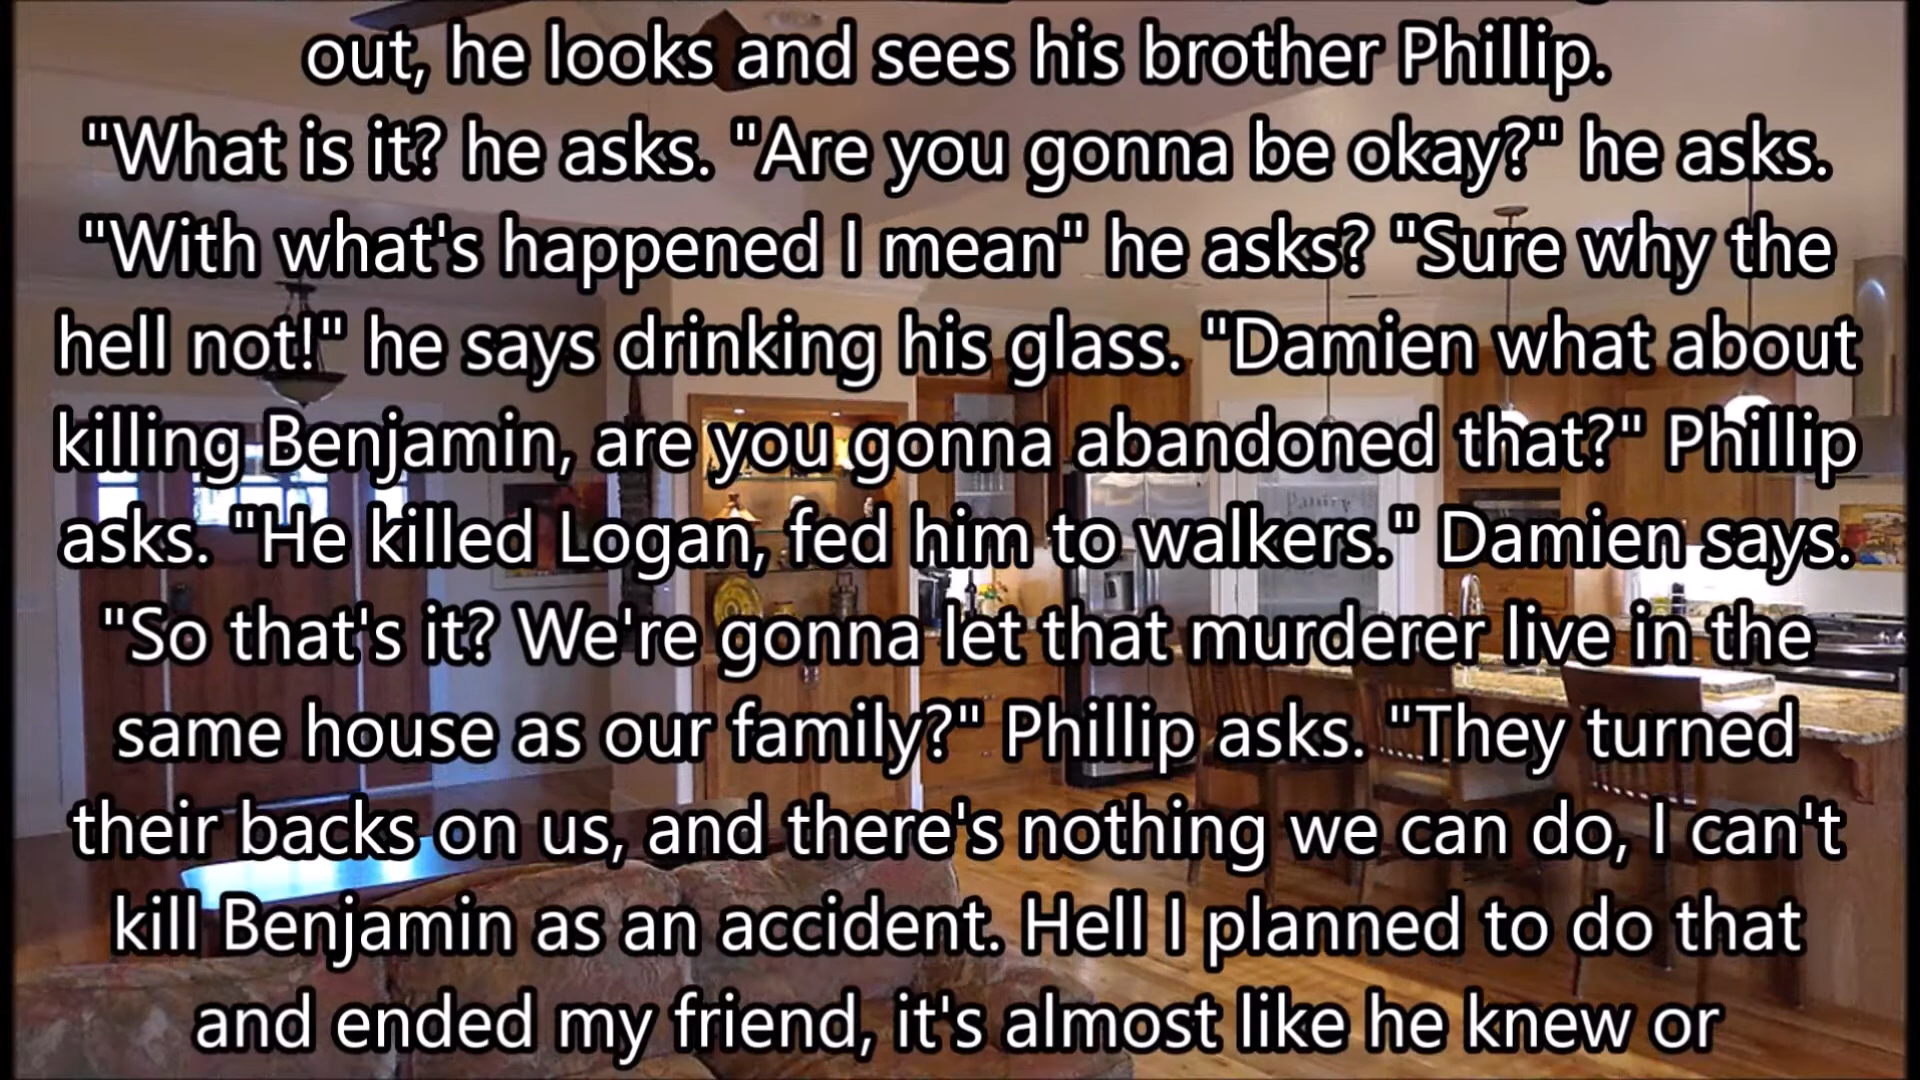 out, he looks and sees his brother Phillip.
"What is it? he asks. "Are you gonna be okay?" he asks.
"With what's happened I mean" he asks? "Sure why the
hell not!" he says drinking his glass. "Damien what about
killing Benjamin, are you gonna abandoned that?" Phillip
asks. "He killed Logan, fed him to walkers." Damien says.
"So that's it? We're gonna let that murderer live in the
same house as our family?" Phillip asks. "They turned
their backs on us, and there's nothing we can do, I can't
kill Benjamin as an accident. Hell I planned to do that
and ended my friend, it's almost like he knew or